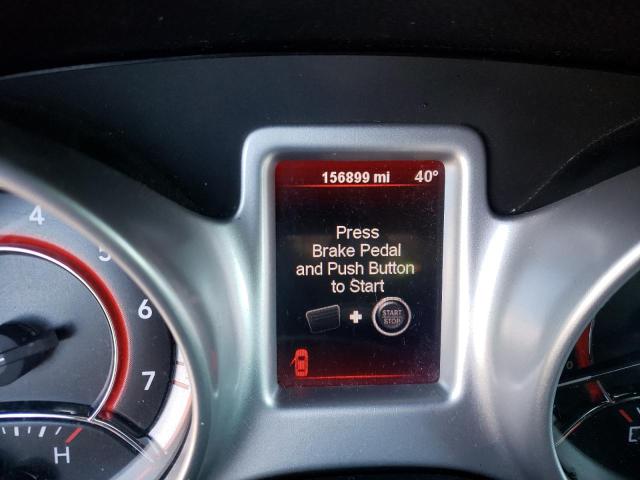 156899 mi 40°
Press
Brake Pedal
and Push Button
to Start
START
STOP
4
5
6
7
H
E